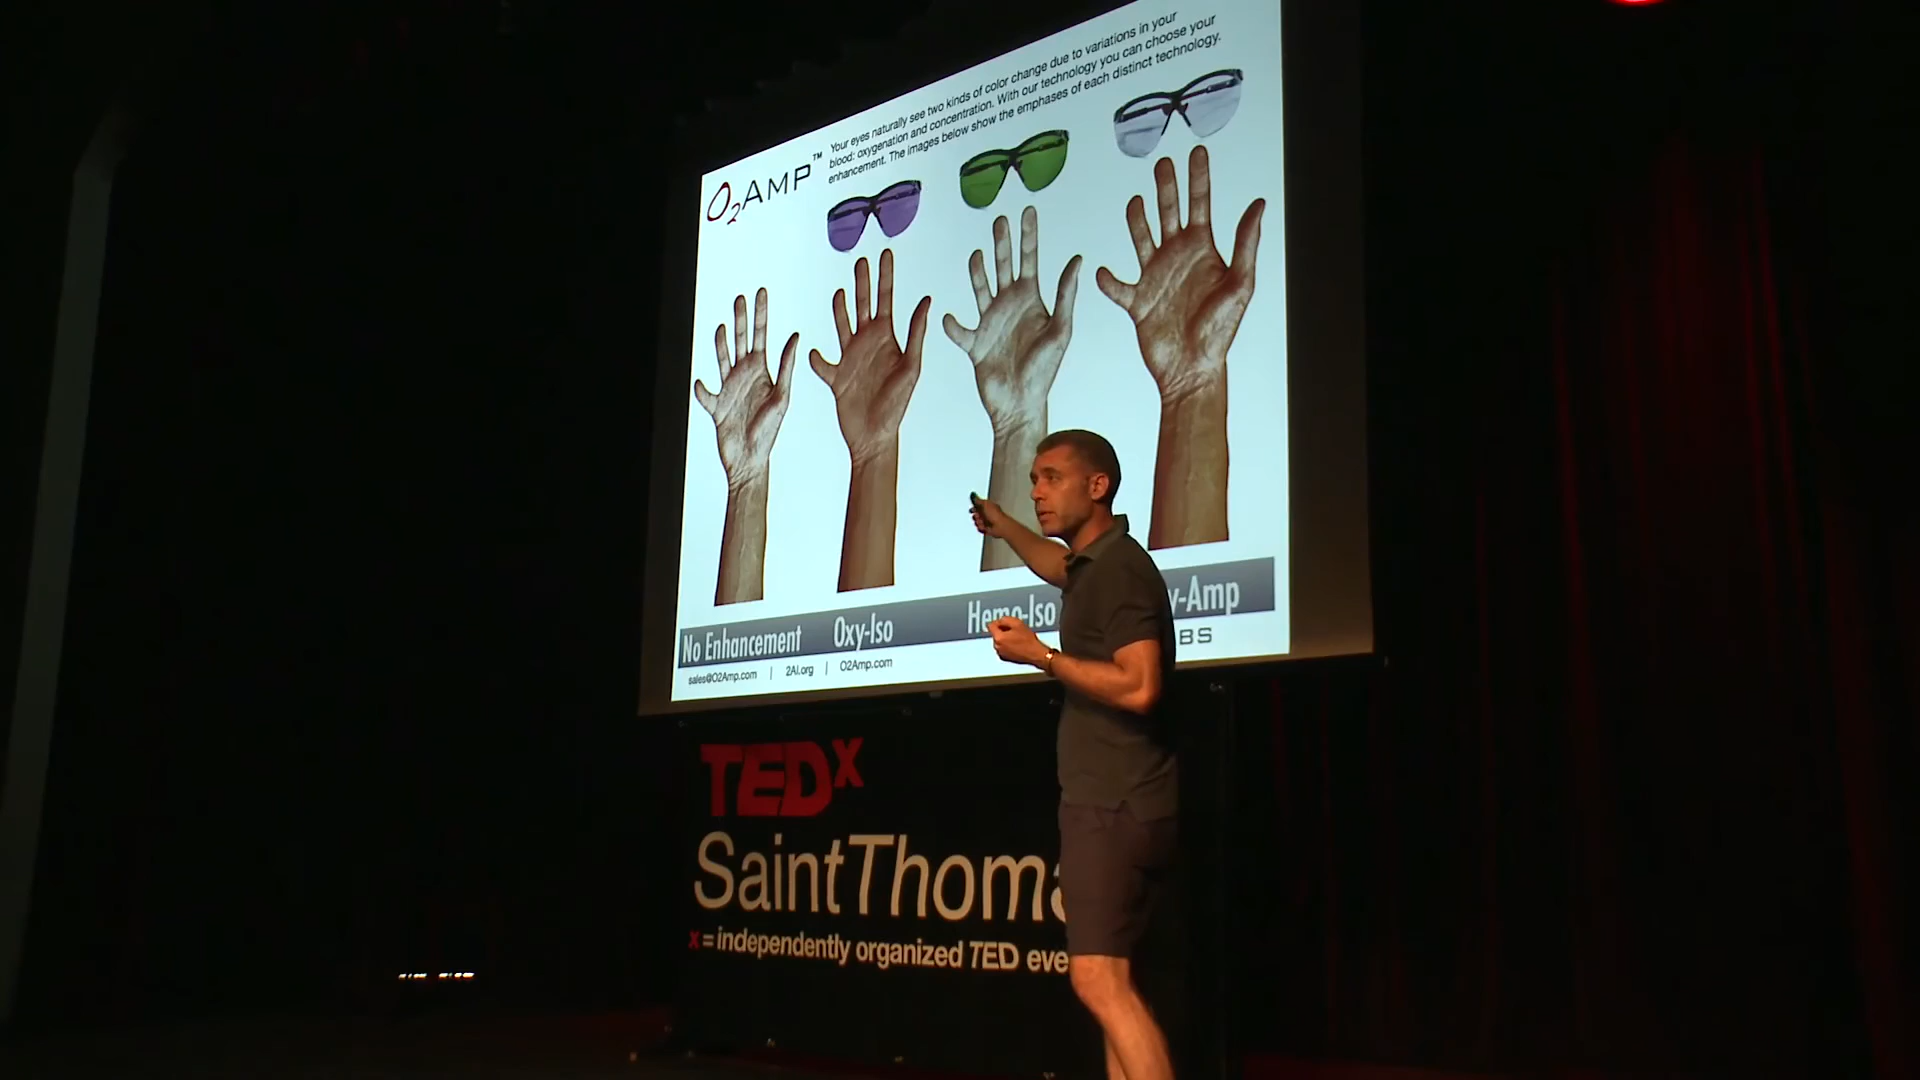 O2AMP™
Your eyes naturally see two kinds of color change due to variations in your
blood: oxygenation and concentration. With our technology you can choose your
enhancement. The images below show the emphases of each distinct technology.
No Enhancement
Oxy-Iso
Hemo-Iso
y-Amp
sales@O2Amp.com | 2AI.org | O2Amp.com
BS
TEDx
SaintThoma
x = independently organized TED eve